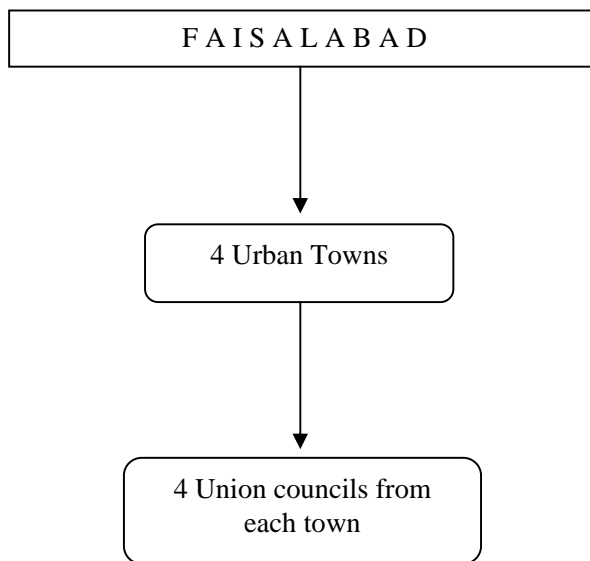 F A I S A L A B A D
4 Urban Towns
4 Union councils from
each town